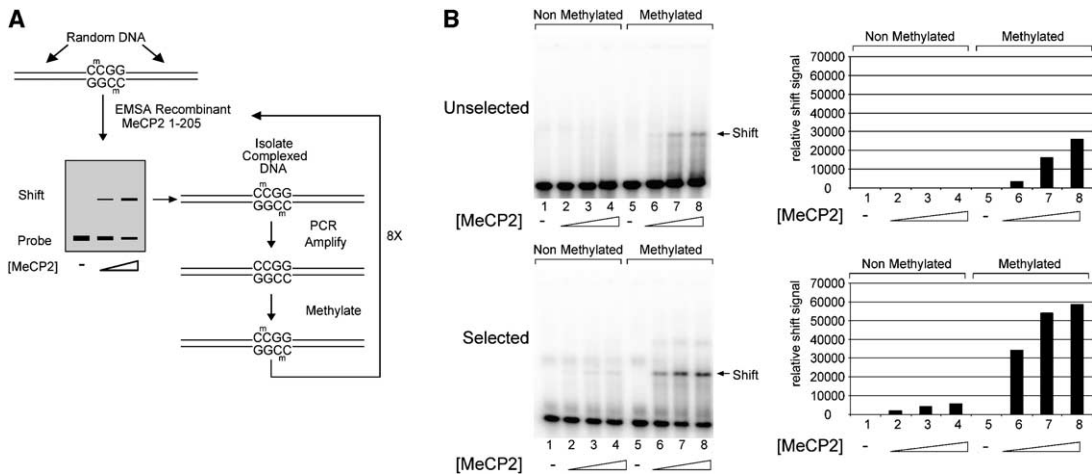 A
Random DNA
m
CCGG
GGCC
m
EMSA Recombinant
MeCP2 1-205
Isolate
Complexed
DNA
Shift
m
CCGG
GGCC
m
PCR
Amplify
8X
Probe
[MeCP2] -
CCGG
GGCC
Methylate
m
CCGG
GGCC
m
B
Non Methylated Methylated
Unselected
Shift
1 2 3 4 5 6 7 8
[MeCP2] - -
Non Methylated Methylated
relative shift signal
70000
60000
50000
40000
30000
20000
10000
0
1 2 3 4 5 6 7 8
[MeCP2] - -
Non Methylated Methylated
Selected
Shift
1 2 3 4 5 6 7 8
[MeCP2] - -
Non Methylated Methylated
relative shift signal
70000
60000
50000
40000
30000
20000
10000
0
1 2 3 4 5 6 7 8
[MeCP2] - -